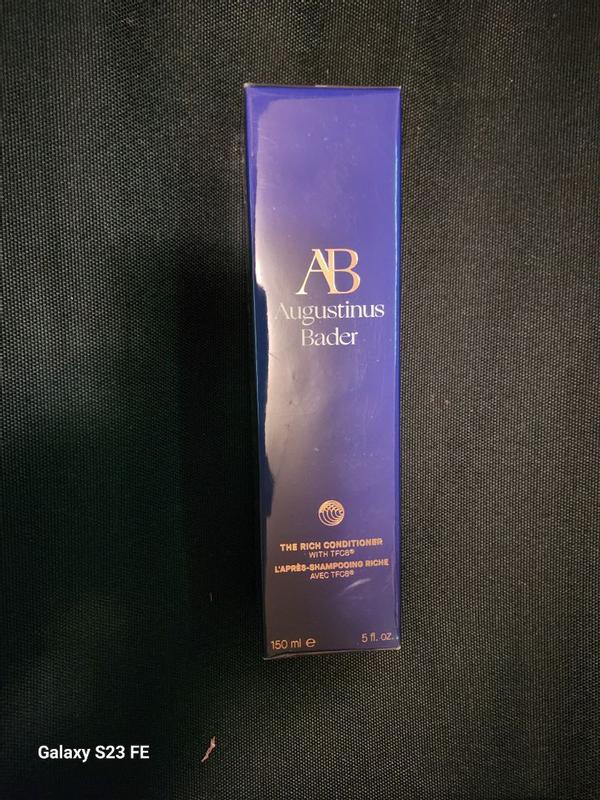 AB
Augustinus
Bader
THE RICH CONDITIONER
WITH TFC8®
L'APRÈS-SHAMPOOING RICHE
AVEC TFC8®
150 ml ℮ 5 fl. oz.
Galaxy S23 FE